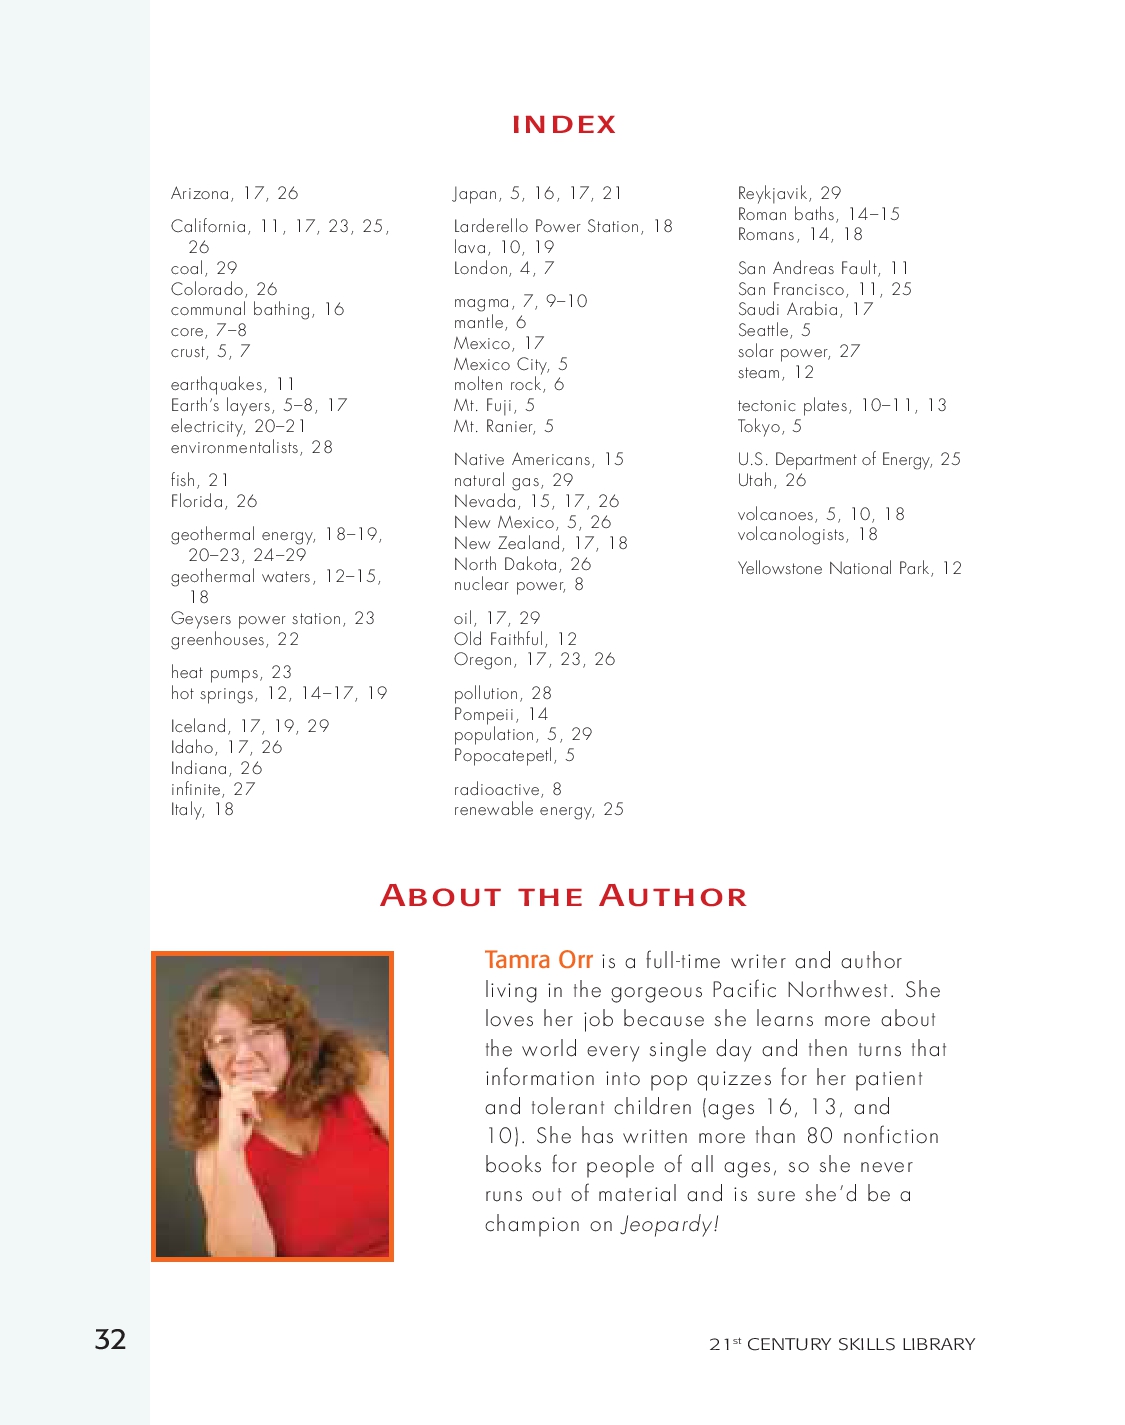 INDEX
Arizona, 17, 26
California, 11, 17, 23, 25,
26
coal, 29
Colorado, 26
communal bathing, 16
core, 7–8
crust, 5, 7
earthquakes, 11
Earth's layers, 5–8, 17
electricity, 20–21
environmentalists, 28
fish, 21
Florida, 26
geothermal energy, 18–19,
20–23, 24–29
geothermal waters, 12–15,
18
Geysers power station, 23
greenhouses, 22
heat pumps, 23
hot springs, 12, 14–17, 19
Iceland, 17, 19, 29
Idaho, 17, 26
Indiana, 26
infinite, 27
Italy, 18
Japan, 5, 16, 17, 21
Larderello Power Station, 18
lava, 10, 19
London, 4, 7
magma, 7, 9–10
mantle, 6
Mexico, 17
Mexico City, 5
molten rock, 6
Mt. Fuji, 5
Mt. Ranier, 5
Native Americans, 15
natural gas, 29
Nevada, 15, 17, 26
New Mexico, 5, 26
New Zealand, 17, 18
North Dakota, 26
nuclear power, 8
oil, 17, 29
Old Faithful, 12
Oregon, 17, 23, 26
pollution, 28
Pompeii, 14
population, 5, 29
Popocatepetl, 5
radioactive, 8
renewable energy, 25
Reykjavik, 29
Roman baths, 14–15
Romans, 14, 18
San Andreas Fault, 11
San Francisco, 11, 25
Saudi Arabia, 17
Seattle, 5
solar power, 27
steam, 12
tectonic plates, 10–11, 13
Tokyo, 5
U.S. Department of Energy, 25
Utah, 26
volcanoes, 5, 10, 18
volcanologists, 18
Yellowstone National Park, 12
ABOUT THE AUTHOR
Tamra Orr is a full-time writer and author
living in the gorgeous Pacific Northwest. She
loves her job because she learns more about
the world every single day and then turns that
information into pop quizzes for her patient
and tolerant children (ages 16, 13, and
10). She has written more than 80 nonfiction
books for people of all ages, so she never
runs out of material and is sure she'd be a
champion on Jeopardy!
32
21st CENTURY SKILLS LIBRARY